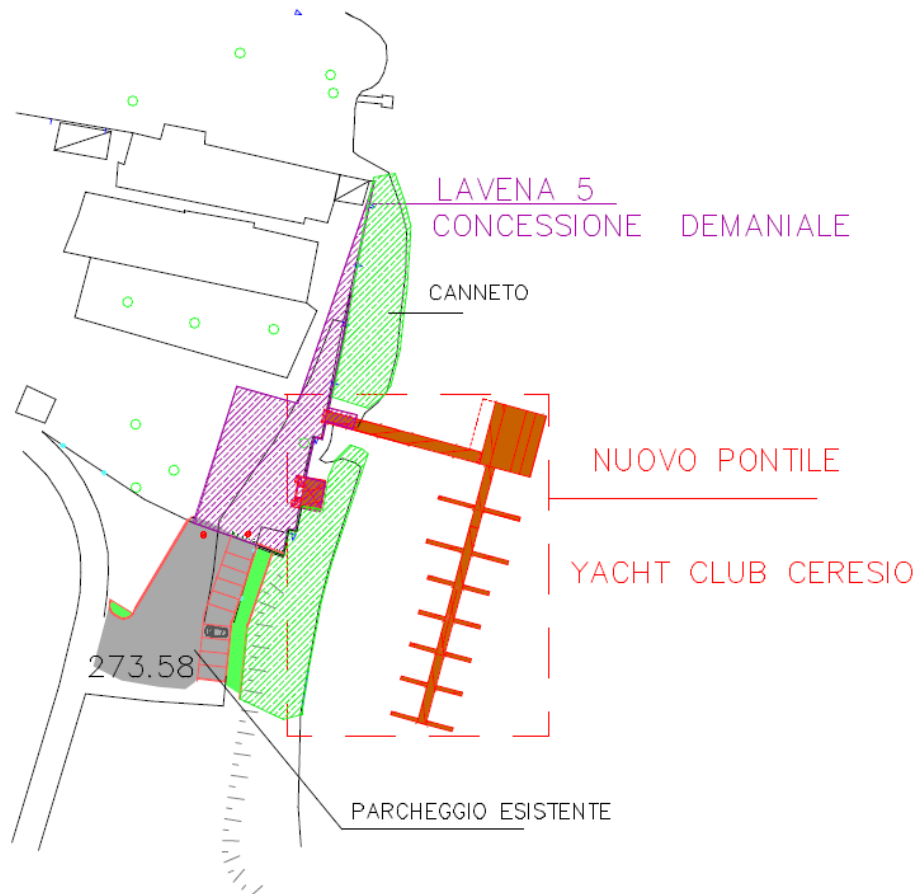 LAVENA 5
CONCESSIONE DEMANIALE
CANNETO
NUOVO PONTILE
YACHT CLUB CERESIO
273.58
PARCHEGGIO ESISTENTE